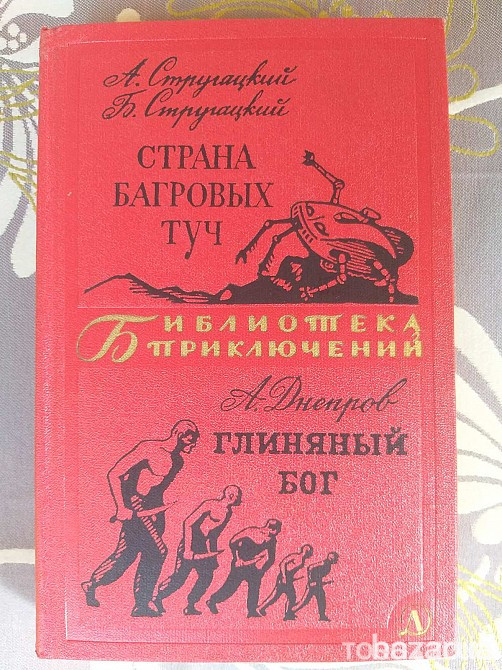 А. Стругацкий
Б. Стругацкий
СТРАНА
БАГРОВЫХ
ТУЧ
БИБЛИОТЕКА
ПРИКЛЮЧЕНИЙ
А. Днепров
ГЛИНЯНЫЙ
БОГ